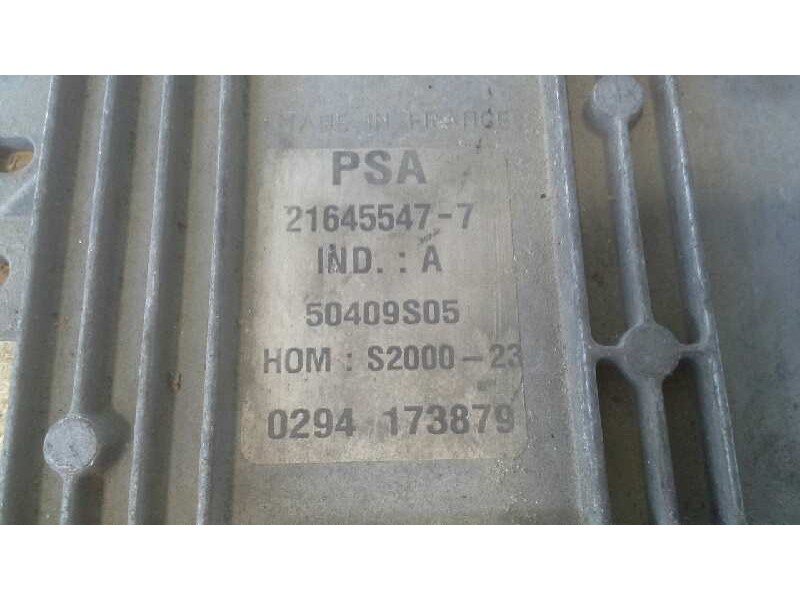 MADE IN FRANCE
PSA
21645547-7
IND. : A
50409S05
HOM : S2000-23
0294 173879